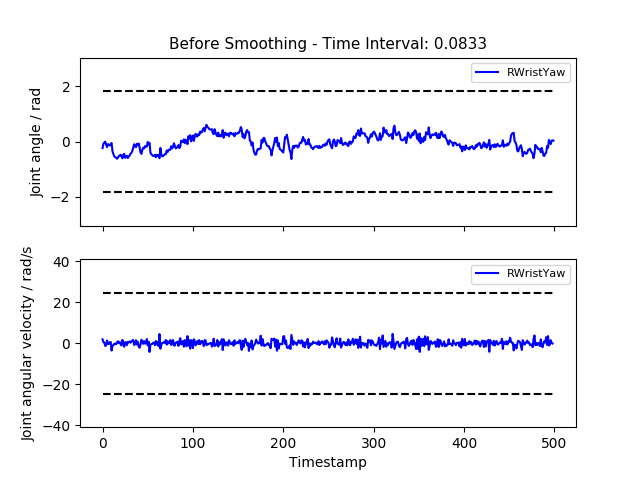 Before Smoothing - Time Interval: 0.0833
RWristYaw
2
0
−2
Joint angle / rad
RWristYaw
40
20
0
−20
−40
Joint angular velocity / rad/s
0 100 200 300 400 500
Timestamp